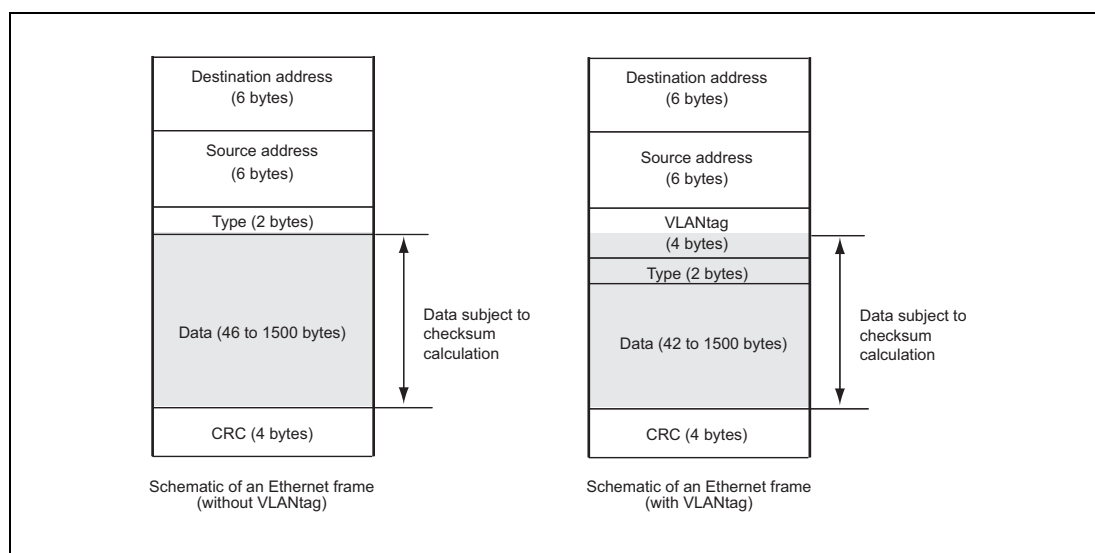 Destination address
(6 bytes)
Source address
(6 bytes)
Type (2 bytes)
Data (46 to 1500 bytes)
CRC (4 bytes)
Data subject to
checksum
calculation
Schematic of an Ethernet frame
(without VLANtag)
Destination address
(6 bytes)
Source address
(6 bytes)
VLANtag
(4 bytes)
Type (2 bytes)
Data (42 to 1500 bytes)
CRC (4 bytes)
Data subject to
checksum
calculation
Schematic of an Ethernet frame
(with VLANtag)